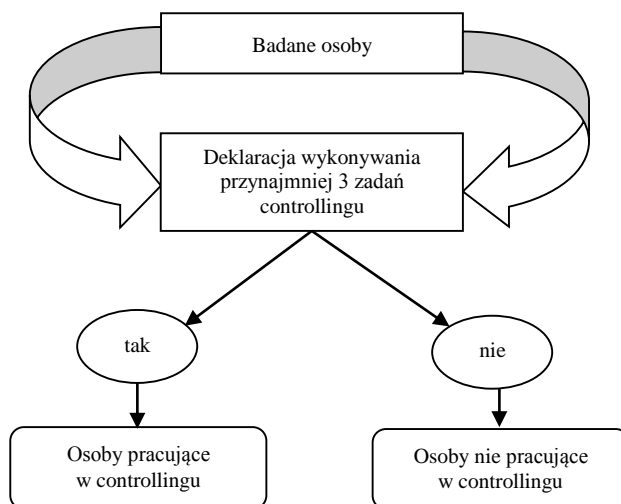 Badane osoby
Deklaracja wykonywania
przynajmniej 3 zadań
controllingu
tak
nie
Osoby pracujące
w controllingu
Osoby nie pracujące
w controllingu